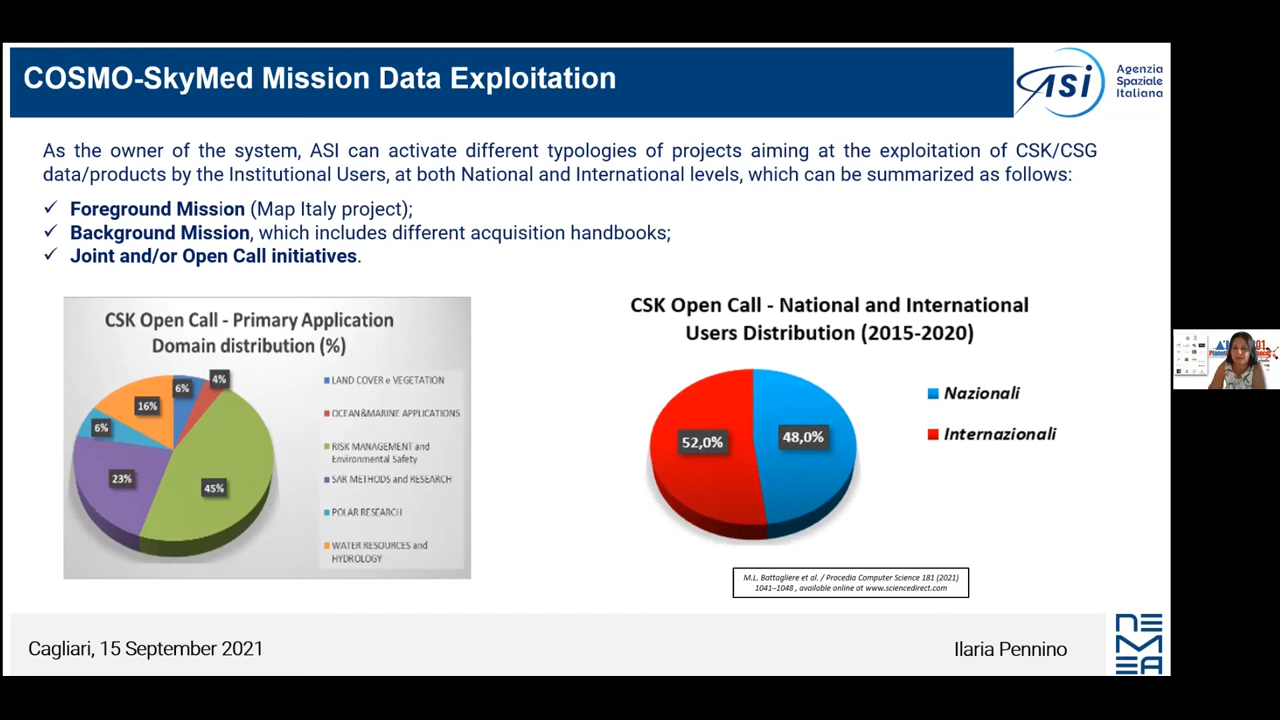 COSMO-SkyMed Mission Data Exploitation
asi
Agenzia
Spaziale
Italiana
As the owner of the system, ASI can activate different typologies of projects aiming at the exploitation of CSK/CSG
data/products by the Institutional Users, at both National and International levels, which can be summarized as follows:
✓ Foreground Mission (Map Italy project);
✓ Background Mission, which includes different acquisition handbooks;
✓ Joint and/or Open Call initiatives.
CSK Open Call - Primary Application
Domain distribution (%)
6%
4%
16%
6%
23%
45%
LAND COVER e VEGETATION
OCEAN&MARINE APPLICATIONS
RISK MANAGEMENT and
Environmental Safety
SAR METHODS and RESEARCH
POLAR RESEARCH
WATER RESOURCES and
HYDROLOGY
CSK Open Call - National and International
Users Distribution (2015-2020)
52,0%
48,0%
Nazionali
Internazionali
M.L. Battagliere et al. / Procedia Computer Science 181 (2021)
1041–1048 , available online at www.sciencedirect.com
Cagliari, 15 September 2021
Ilaria Pennino
NEMEA